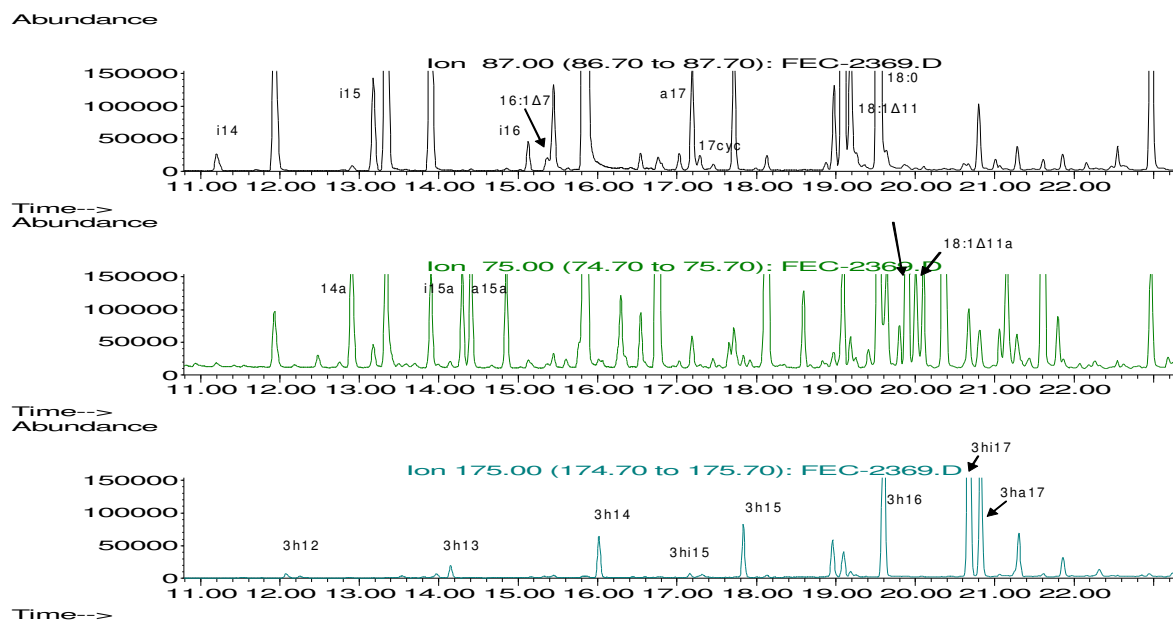 Abundance
Ion 87.00 (86.70 to 87.70): FEC-2369.D
150000
18:0
i15
a17
16:1Δ7
100000
18:1Δ11
i14
i16
50000
17cyc
0
11.00 12.00 13.00 14.00 15.00 16.00 17.00 18.00 19.00 20.00 21.00 22.00
Time-->
Abundance
18:1Δ11a
Ion 75.00 (74.70 to 75.70): FEC-2369.D
150000
14a i15a a15a
100000
50000
0
11.00 12.00 13.00 14.00 15.00 16.00 17.00 18.00 19.00 20.00 21.00 22.00
Time-->
Abundance
3hi17
Ion 175.00 (174.70 to 175.70): FEC-2369.D
150000
3h16 3ha17
3h14 3h15
100000
3h12 3h13 3hi15
50000
0
11.00 12.00 13.00 14.00 15.00 16.00 17.00 18.00 19.00 20.00 21.00 22.00
Time-->